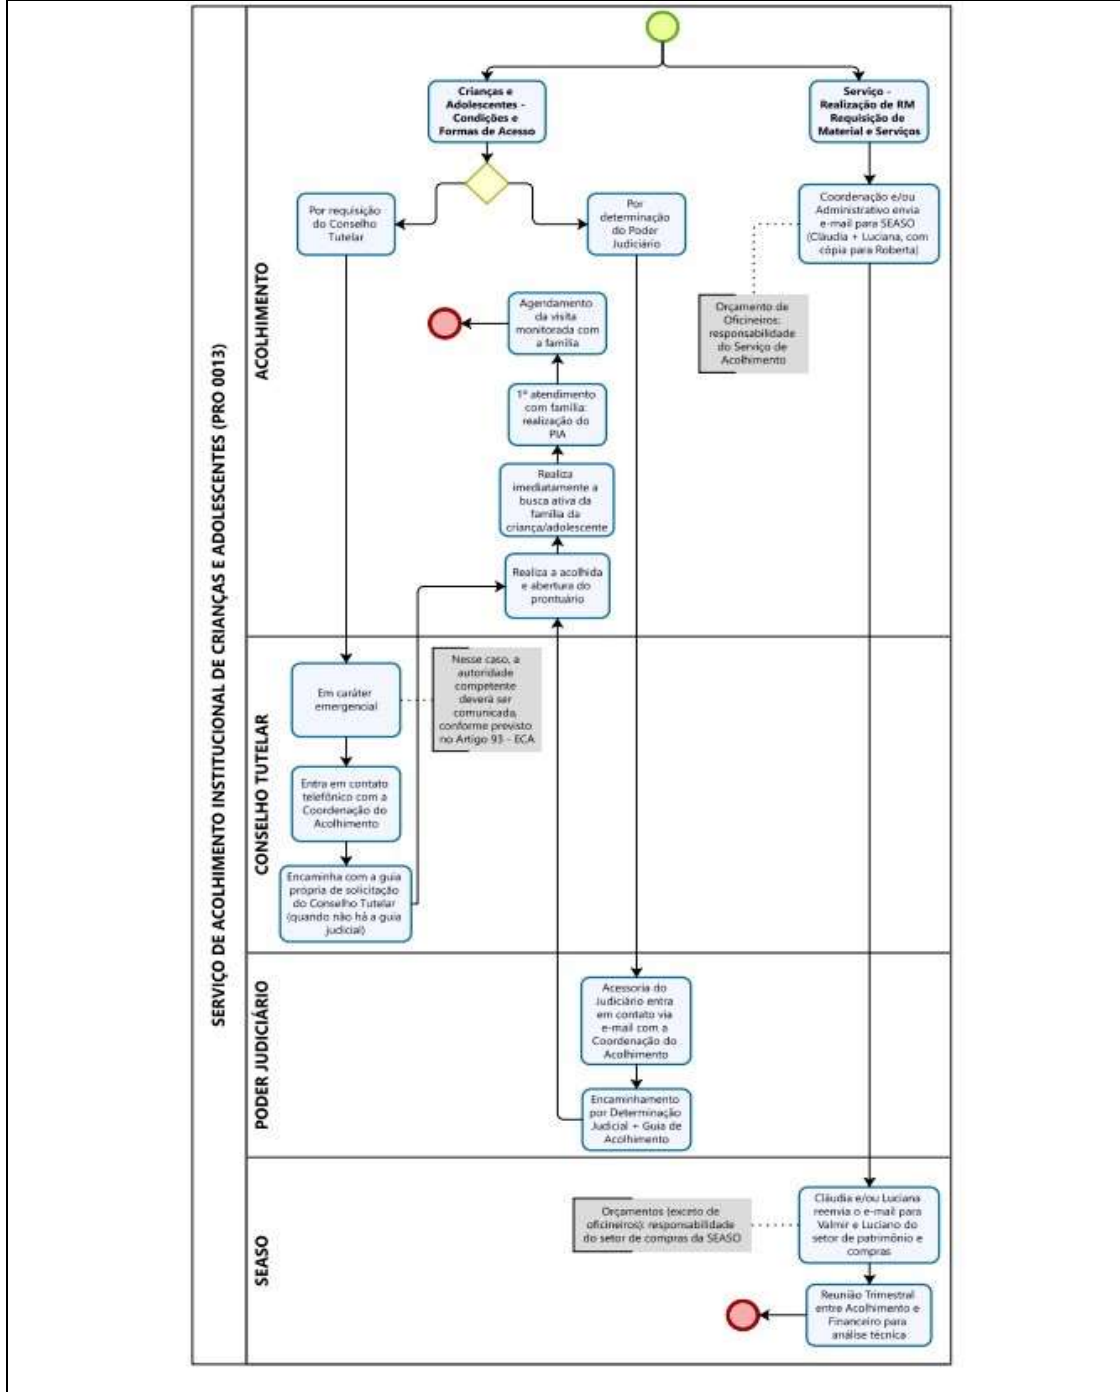 SERVIÇO DE ACOLHIMENTO INSTITUCIONAL DE CRIANÇAS E ADOLESCENTES (PRO 0013)
ACOLHIMENTO
Crianças e
Adolescentes -
Condições e
Formas de Acesso
Serviço -
Realização de RM
Requisição de
Material e Serviços
Por requisição
do Conselho
Tutelar
Por
determinação
do Poder
Judiciário
Coordenação e/ou
Administrativo envia
e-mail para SEASO
(Cláudia + Luciana, com
cópia para Roberta)
Orçamento de
Oficineiros:
responsabilidade
do Serviço de
Acolhimento
Agendamento
da visita
monitorada com
a família
1º atendimento
com família:
realização do
PIA
Realiza
imediatamente a
busca ativa da
família da
criança/adolescente
Realiza a acolhida
e abertura do
prontuário
CONSELHO TUTELAR
Em caráter
emergencial
Nesse caso, a
autoridade
competente
deverá ser
comunicada,
conforme previsto
no Artigo 93 - ECA
Entra em contato
telefônico com a
Coordenação do
Acolhimento
Encaminha com a guia
própria de solicitação
do Conselho Tutelar
(quando não há a guia
judicial)
PODER JUDICIÁRIO
Acessoria do
Judiciário entra
em contato via
e-mail com a
Coordenação do
Acolhimento
Encaminhamento
por Determinação
Judicial + Guia de
Acolhimento
SEASO
Orçamentos (exceto de
oficineiros): responsabilidade
do setor de compras da SEASO
Cláudia e/ou Luciana
reenvia o e-mail para
Valmir e Luciano do
setor de patrimônio e
compras
Reunião Trimestral
entre Acolhimento e
Financeiro para
análise técnica